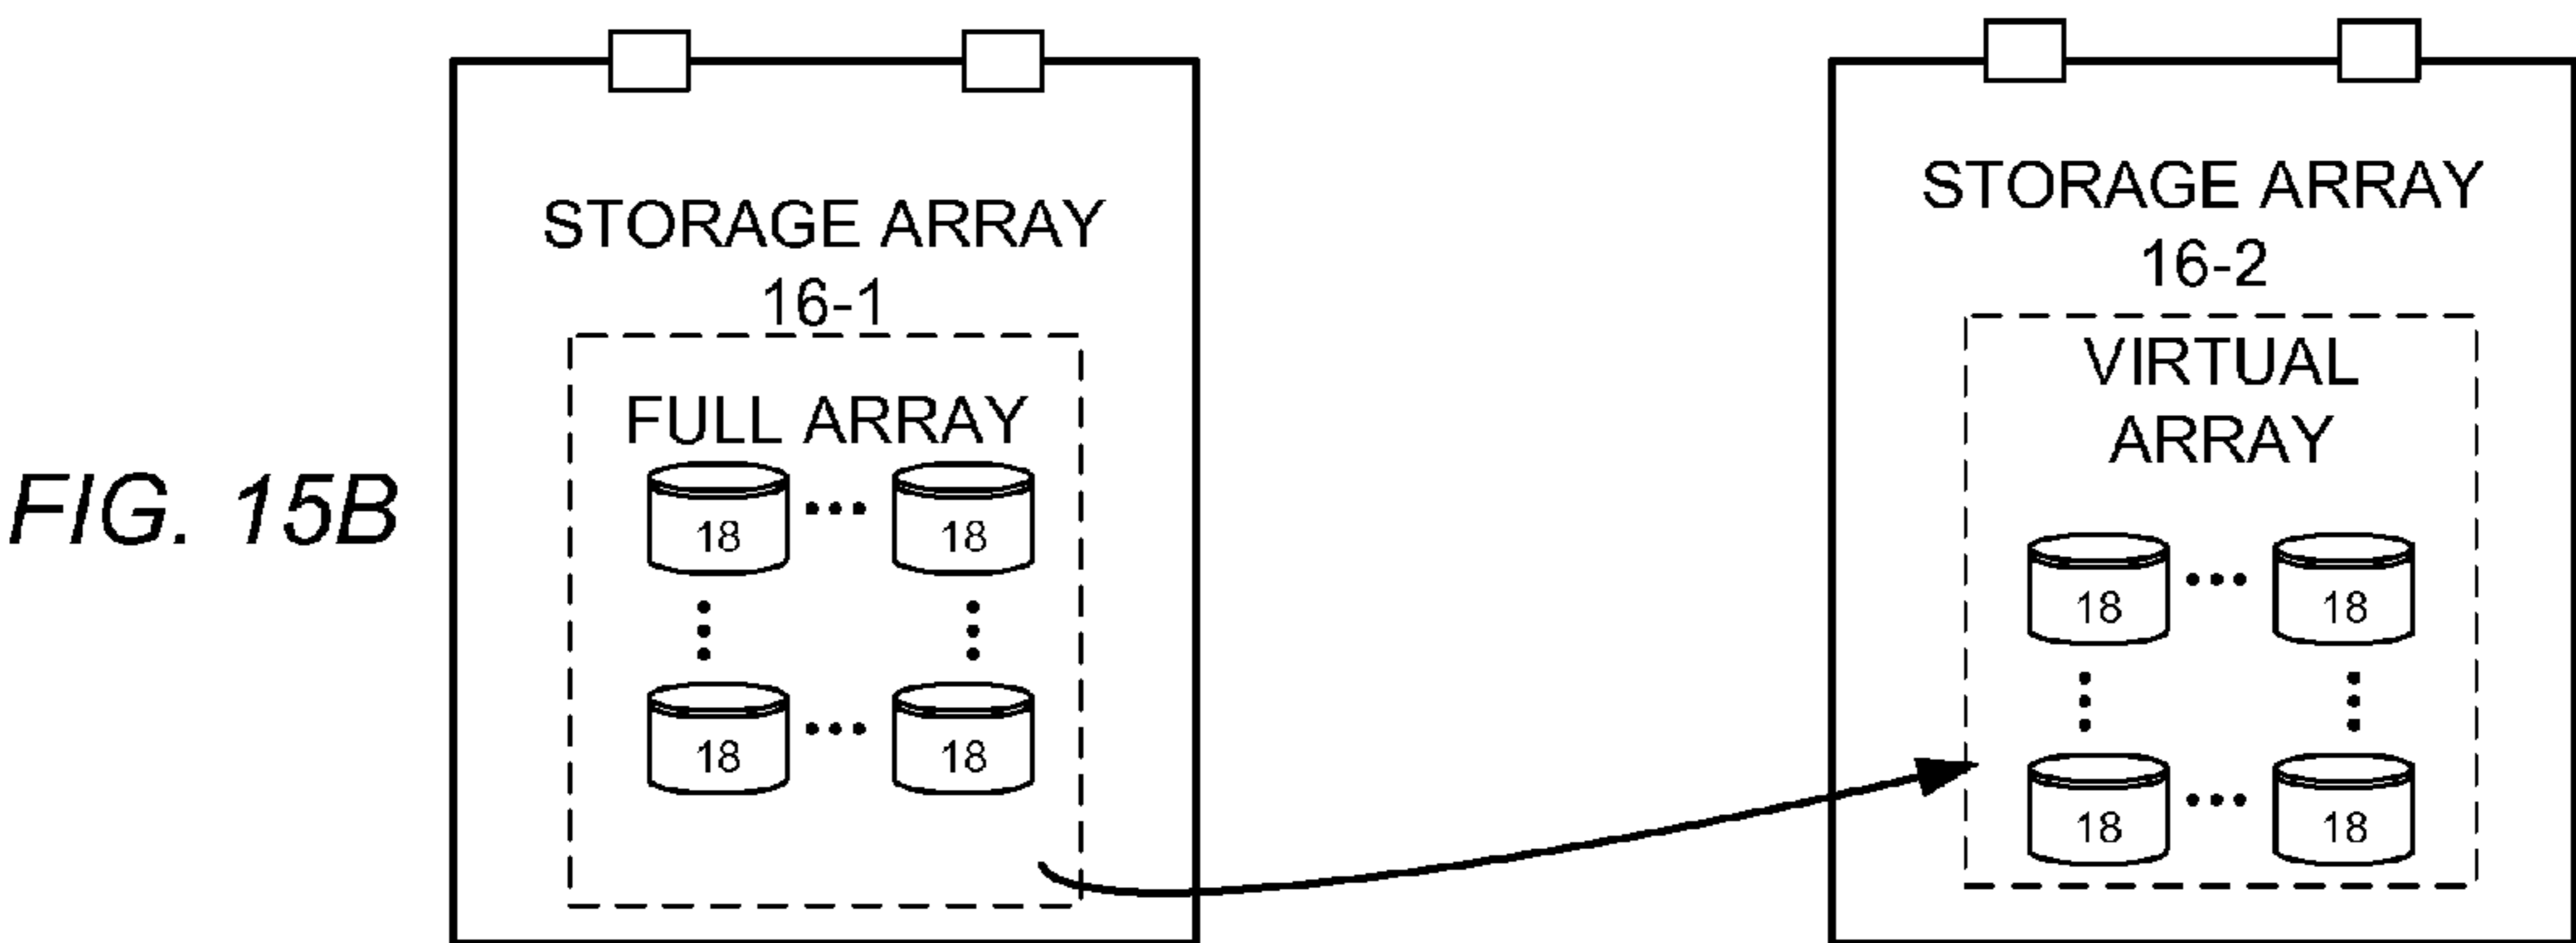 FIG. 15B
STORAGE ARRAY
16-1
FULL ARRAY
18 18
18 18
STORAGE ARRAY
16-2
VIRTUAL
ARRAY
18 18
18 18